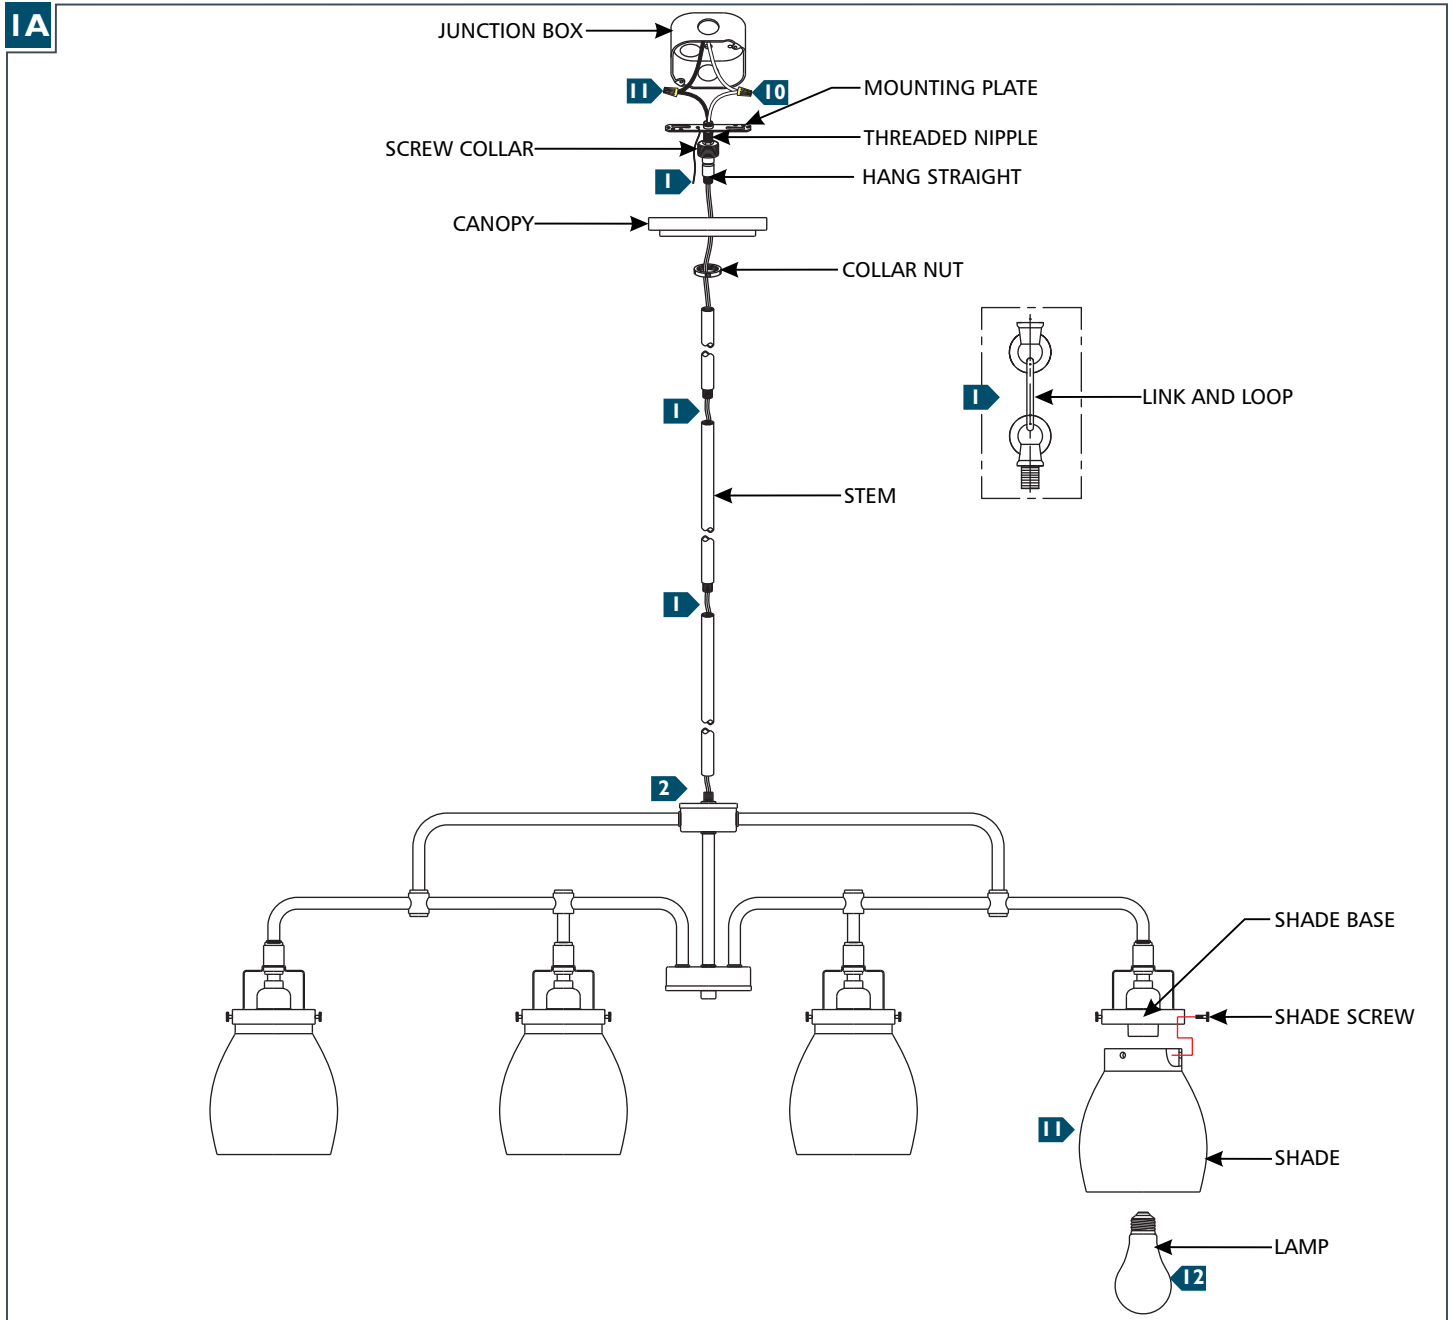 1A
JUNCTION BOX
11
10
MOUNTING PLATE
THREADED NIPPLE
SCREW COLLAR
1
HANG STRAIGHT
CANOPY
COLLAR NUT
1
LINK AND LOOP
1
STEM
1
2
SHADE BASE
SHADE SCREW
11
SHADE
LAMP
12